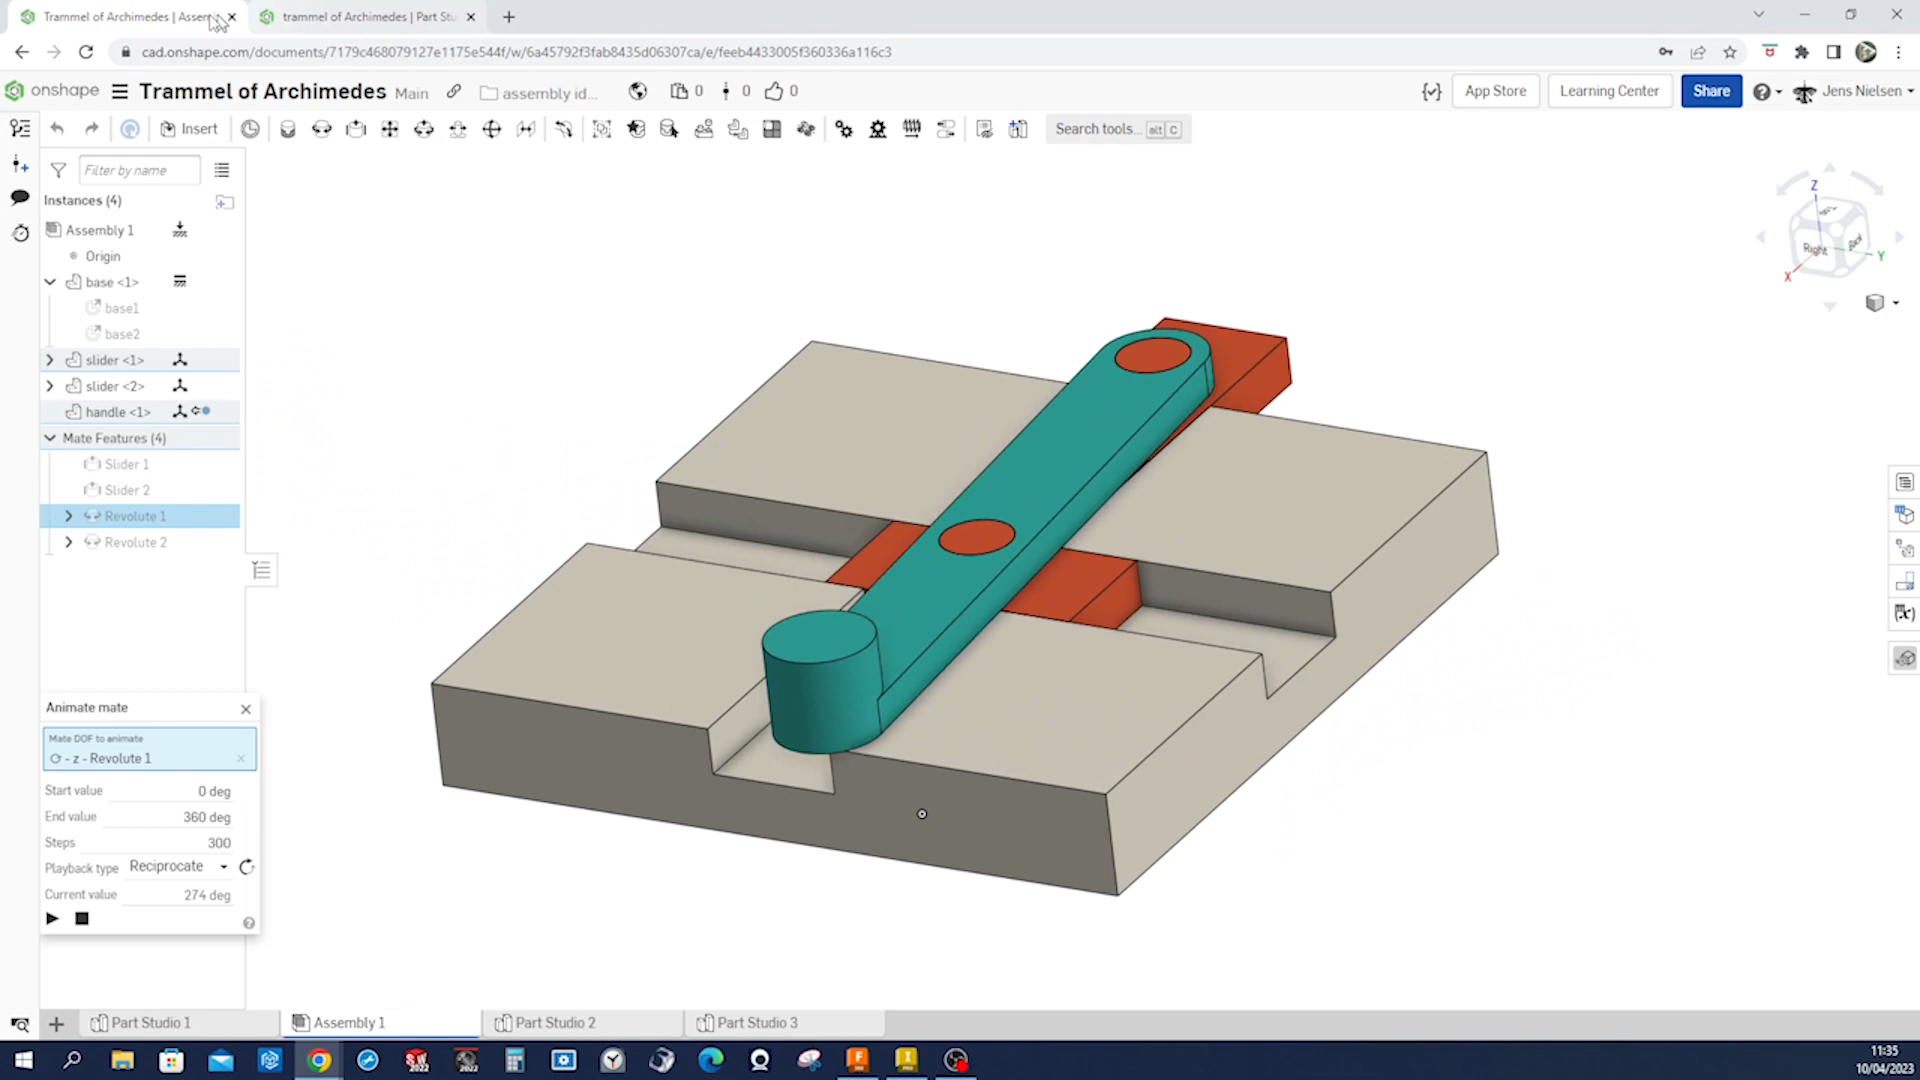 Trammel of Archimedes | Assem
trammel of Archimedes | Part Stu
cad.onshape.com/documents/7179c468079127e1175e544f/w/6a45792f3fab8435d06307ca/e/feeb4433005f360336a116c3
onshape
Trammel of Archimedes
Main
assembly id...
0
0
0
App Store
Learning Center
Share
Jens Nielsen
Insert
Search tools... alt C
Filter by name
Instances (4)
Assembly 1
Origin
base <1>
base1
base2
slider <1>
slider <2>
handle <1>
Mate Features (4)
Slider 1
Slider 2
Revolute 1
Revolute 2
Z
Right
Back
Y
X
Animate mate
Mate DOF to animate
- z - Revolute 1
Start value 0 deg
End value 360 deg
Steps 300
Playback type Reciprocate
Current value 274 deg
Part Studio 1
Assembly 1
Part Studio 2
Part Studio 3
SW
2022
2022
F
I
11:35
10/04/2023